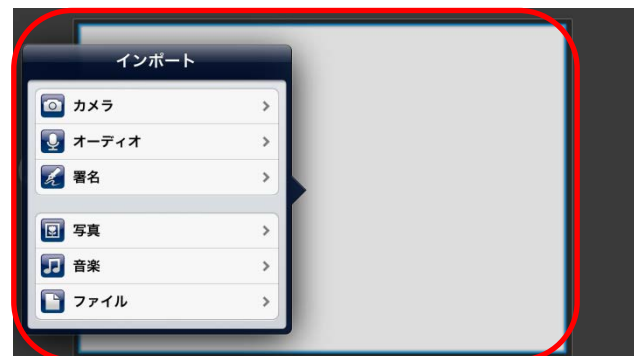 インポート
カメラ
オーディオ
署名
写真
音楽
ファイル